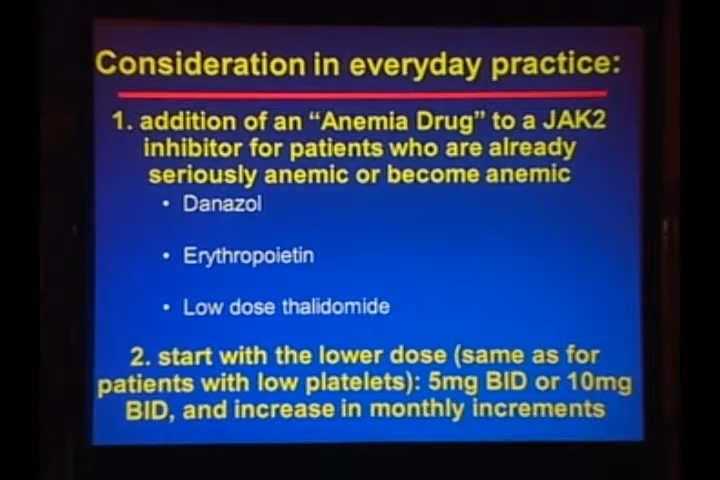 Consideration in everyday practice:
1. addition of an “Anemia Drug” to a JAK2
inhibitor for patients who are already
seriously anemic or become anemic
• Danazol
• Erythropoietin
• Low dose thalidomide
2. start with the lower dose (same as for
patients with low platelets): 5mg BID or 10mg
BID, and increase in monthly increments